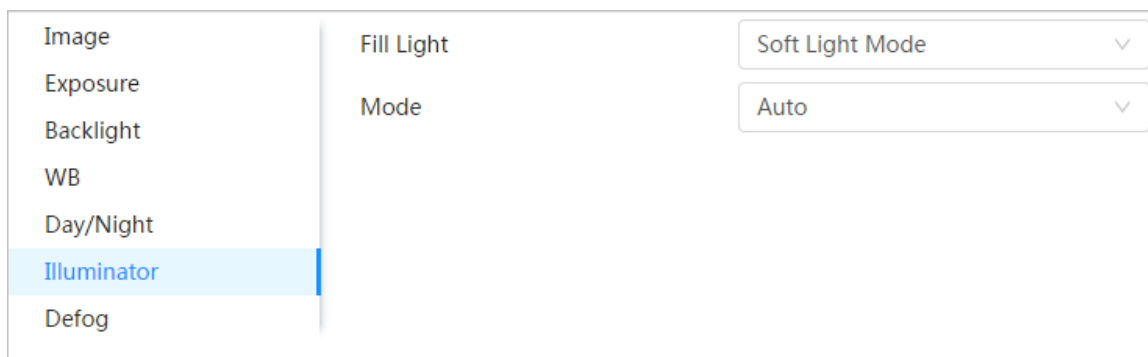 Image
Fill Light
Soft Light Mode
Exposure
Mode
Auto
Backlight
WB
Day/Night
Illuminator
Defog